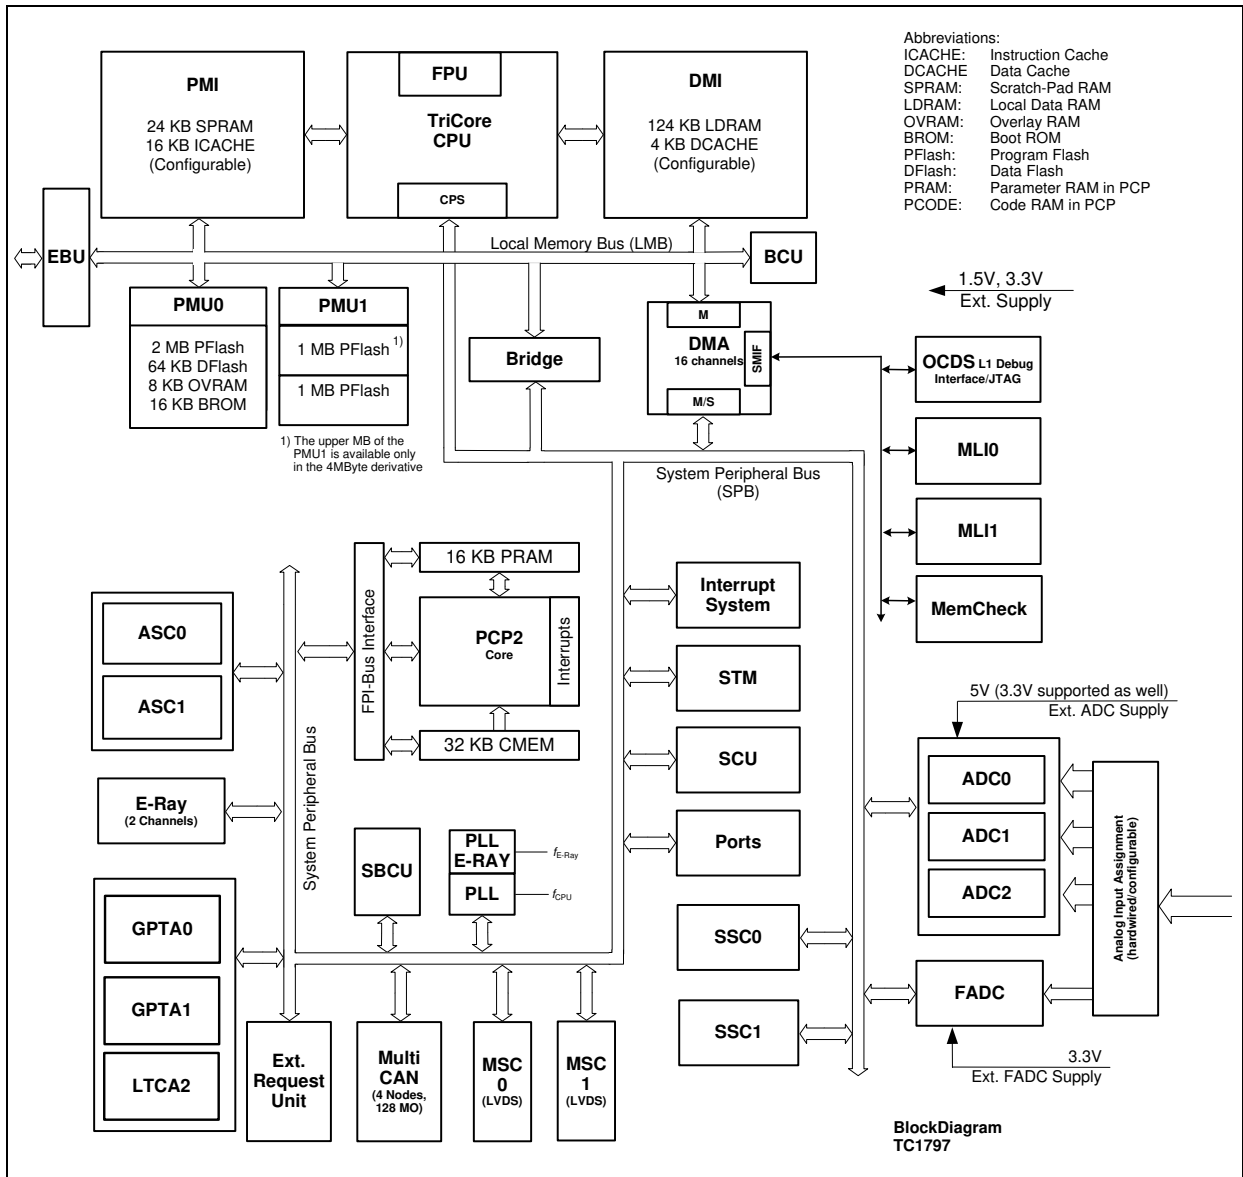 Abbreviations:
ICACHE: Instruction Cache
DCACHE Data Cache
SPRAM: Scratch-Pad RAM
LDRAM: Local Data RAM
OVRAM: Overlay RAM
BROM: Boot ROM
PFlash: Program Flash
DFlash: Data Flash
PRAM: Parameter RAM in PCP
PCODE: Code RAM in PCP
PMI
24 KB SPRAM
16 KB ICACHE
(Configurable)
FPU
TriCore
CPU
CPS
DMI
124 KB LDRAM
4 KB DCACHE
(Configurable)
EBU
Local Memory Bus (LMB)
BCU
1.5V, 3.3V
Ext. Supply
PMU0
2 MB PFlash
64 KB DFlash
8 KB OVRAM
16 KB BROM
PMU1
1 MB PFlash 1)
1 MB PFlash
1) The upper MB of the
PMU1 is available only
in the 4MByte derivative
Bridge
M
DMA
16 channels
SMIF
M/S
OCDS L1 Debug
Interface/JTAG
MLI0
MLI1
MemCheck
System Peripheral Bus
(SPB)
FPI-Bus Interface
16 KB PRAM
PCP2
Core
Interrupts
32 KB CMEM
Interrupt
System
STM
SCU
Ports
SSC0
SSC1
ASC0
ASC1
E-Ray
(2 Channels)
System Peripheral Bus
SBCU
PLL
E-RAY
fE-Ray
PLL
fCPU
GPTA0
GPTA1
LTCA2
Ext.
Request
Unit
Multi
CAN
(4 Nodes,
128 MO)
MSC
0
(LVDS)
MSC
1
(LVDS)
5V (3.3V supported as well)
Ext. ADC Supply
ADC0
ADC1
ADC2
Analog Input Assignment
(hardwired/configurable)
FADC
3.3V
Ext. FADC Supply
BlockDiagram
TC1797